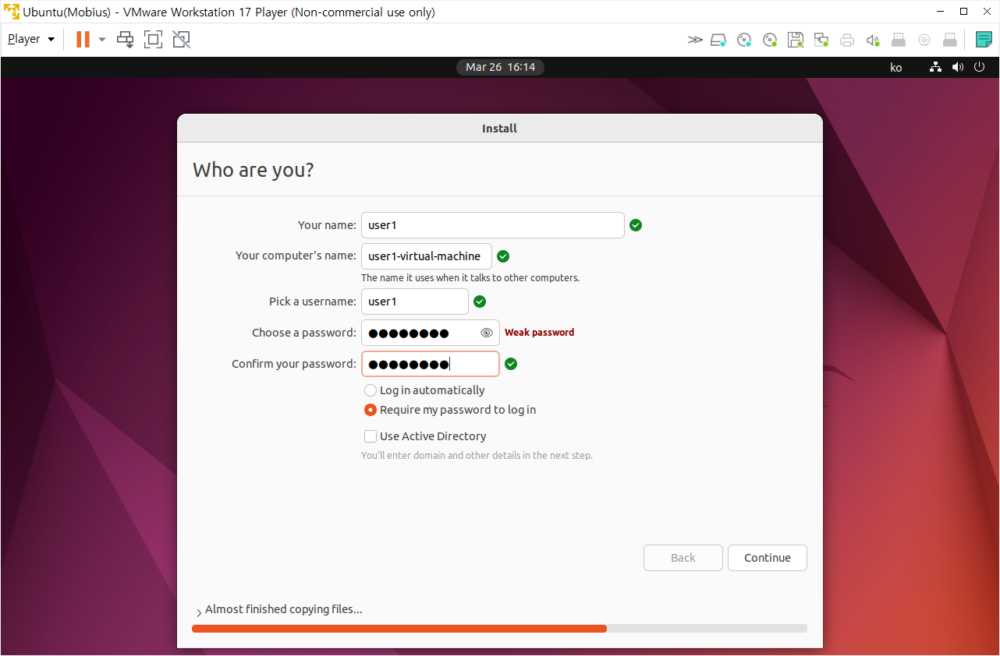 Ubuntu(Mobius) - VMware Workstation 17 Player (Non-commercial use only)
Player
Mar 26 16:14
ko
Install
Who are you?
Your name: user1
Your computer's name: user1-virtual-machine
The name it uses when it talks to other computers.
Pick a username: user1
Choose a password: ●●●●●●●● Weak password
Confirm your password: ●●●●●●●●
Log in automatically
Require my password to log in
Use Active Directory
You'll enter domain and other details in the next step.
Back Continue
Almost finished copying files...